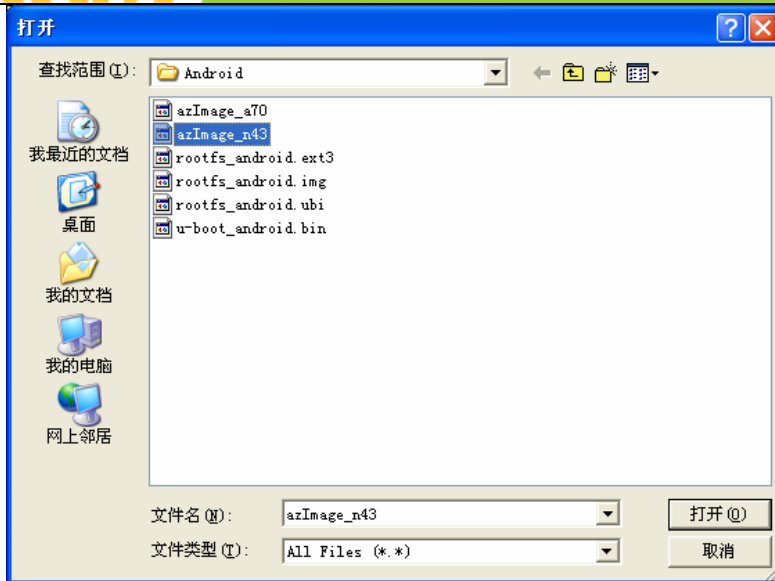 打开
查找范围(I): Android
azImage_a70
azImage_n43
rootfs_android.ext3
rootfs_android.img
rootfs_android.ubi
u-boot_android.bin
我最近的文档
桌面
我的文档
我的电脑
网上邻居
文件名(N): azImage_n43 打开(O)
文件类型(T): All Files (*.*) 取消